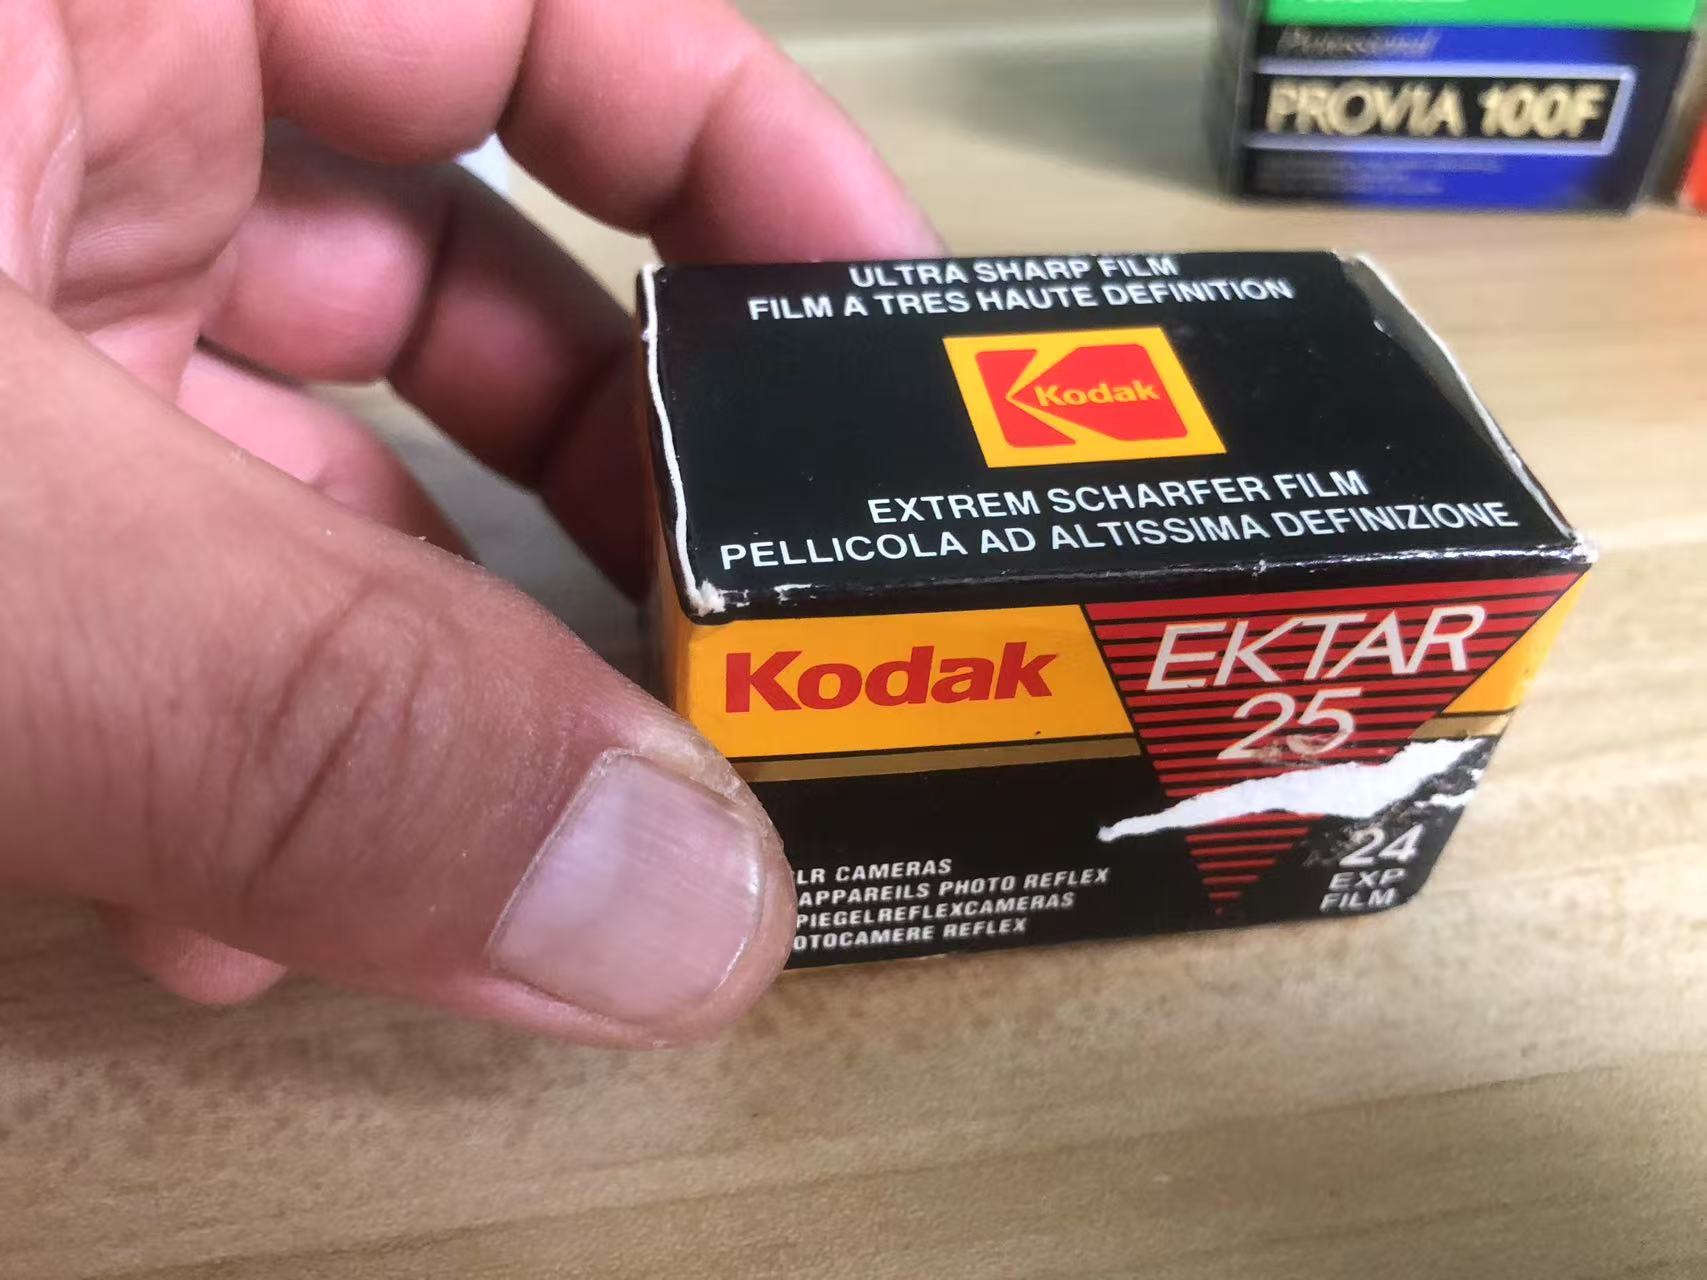 Professional
PROVIA 100F
ULTRA SHARP FILM
FILM A TRES HAUTE DEFINITION
Kodak
EXTREM SCHARFER FILM
PELLICOLA AD ALTISSIMA DEFINIZIONE
Kodak
EKTAR
25
LR CAMERAS
APPAREILS PHOTO REFLEX
PIEGELREFLEXCAMERAS
OTOCAMERE REFLEX
24
EXP
FILM